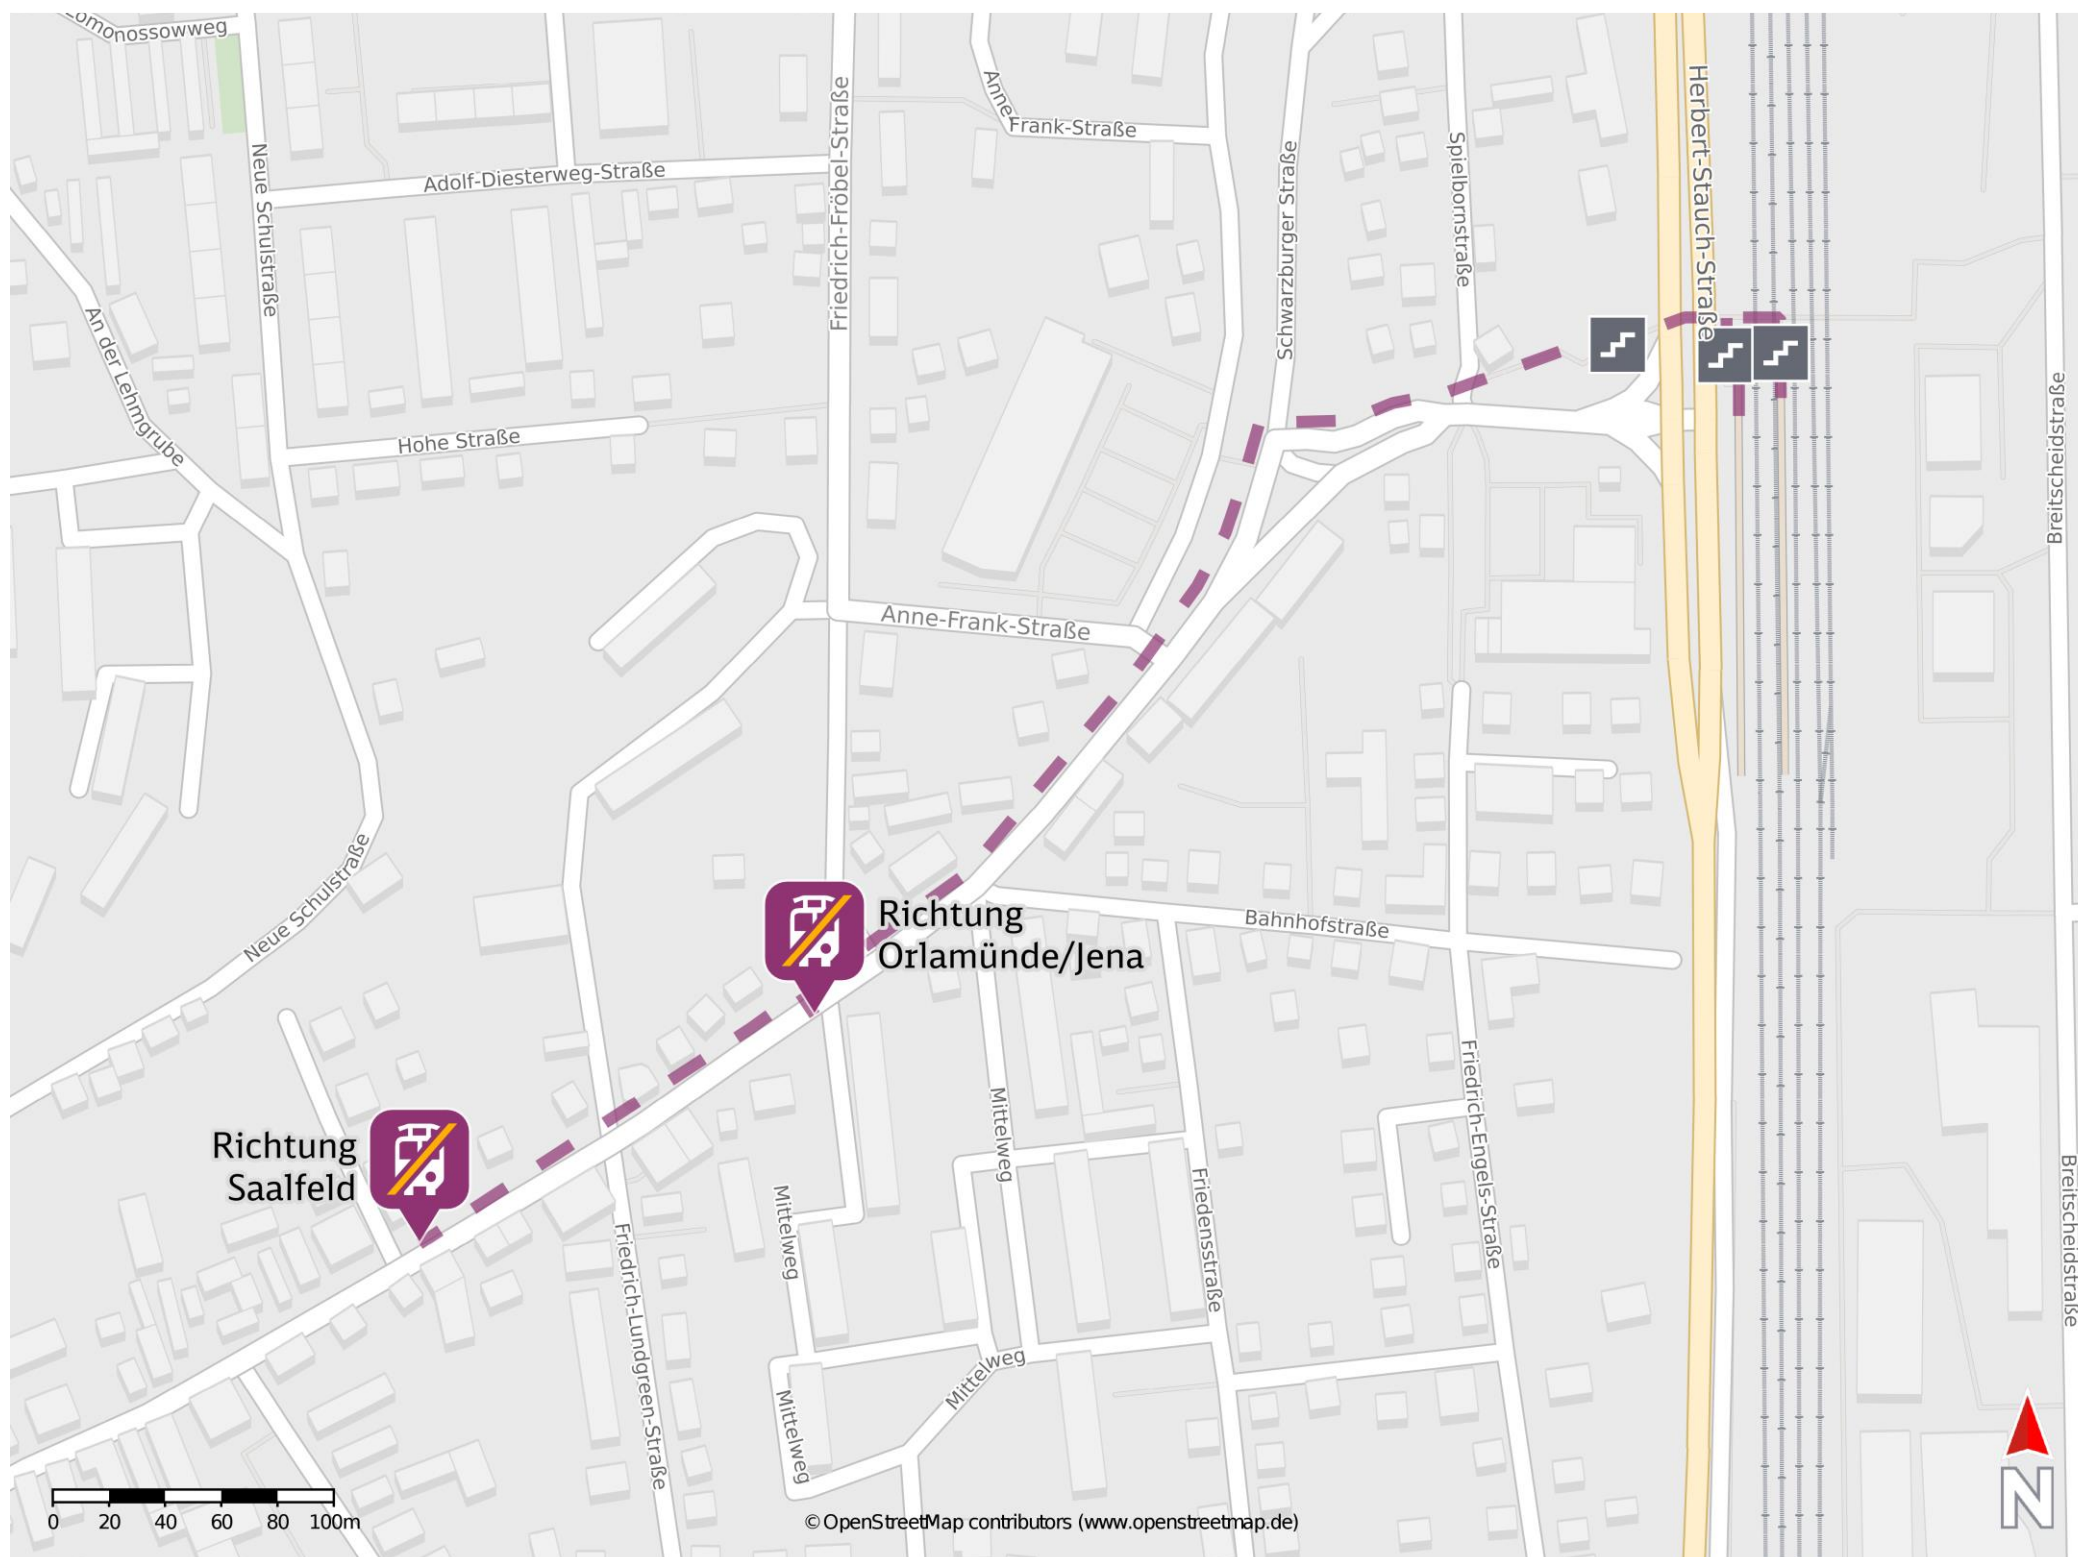 Lomonossowweg
Neue Schulstraße
Adolf-Diesterweg-Straße
Friedrich-Fröbel-Straße
Anne-
Frank-Straße
Schwarzburger Straße
Spielbornstraße
Herbert-Stauch-Straße
Breitscheidstraße
An der Lehmgrube
Hohe Straße
Anne-Frank-Straße
Neue Schulstraße
Richtung
Orlamünde/Jena
Bahnhofstraße
Richtung
Saalfeld
Mittelweg
Mittelweg
Friedensstraße
Friedrich-Engels-Straße
Friedrich-Lundgreen-Straße
Mittelweg
Mittelweg
Breitscheidstraße
N
0 20 40 60 80 100m
© OpenStreetMap contributors (www.openstreetmap.de)